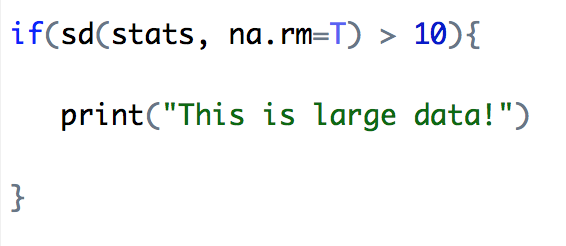 if(sd(stats, na.rm=T) > 10){
print("This is large data!")
}